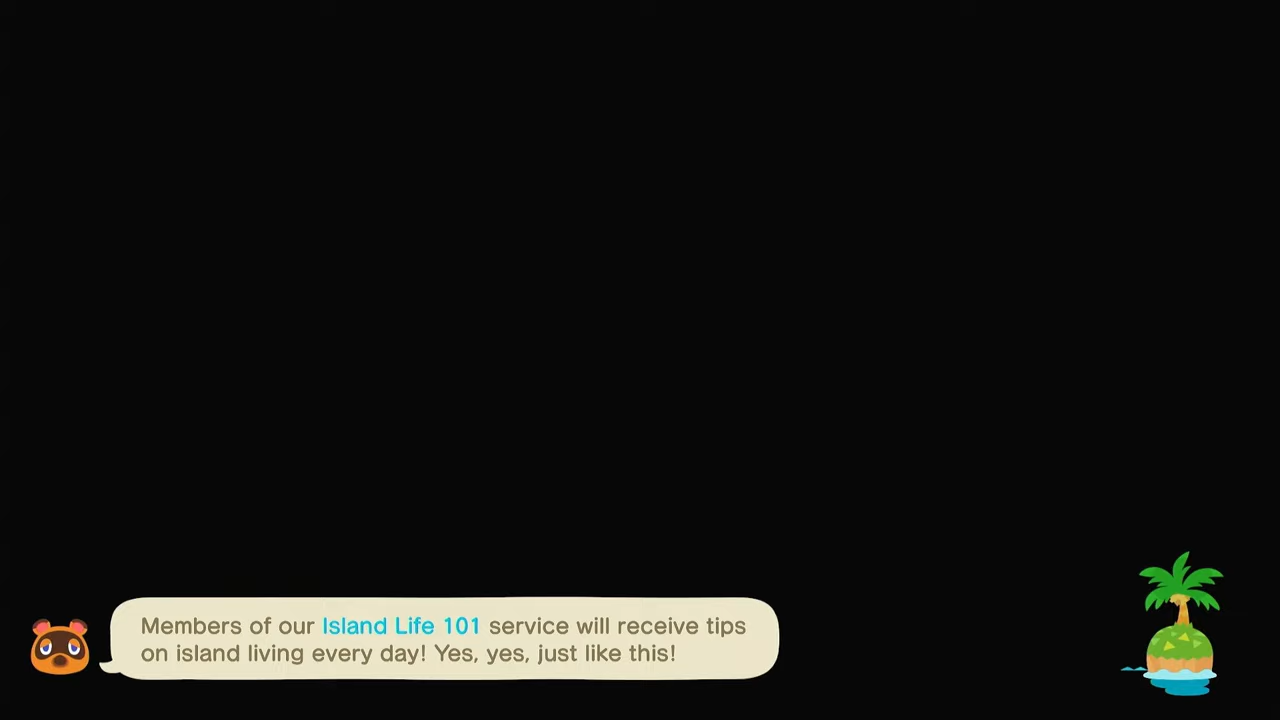 Members of our Island Life 101 service will receive tips
on island living every day! Yes, yes, just like this!